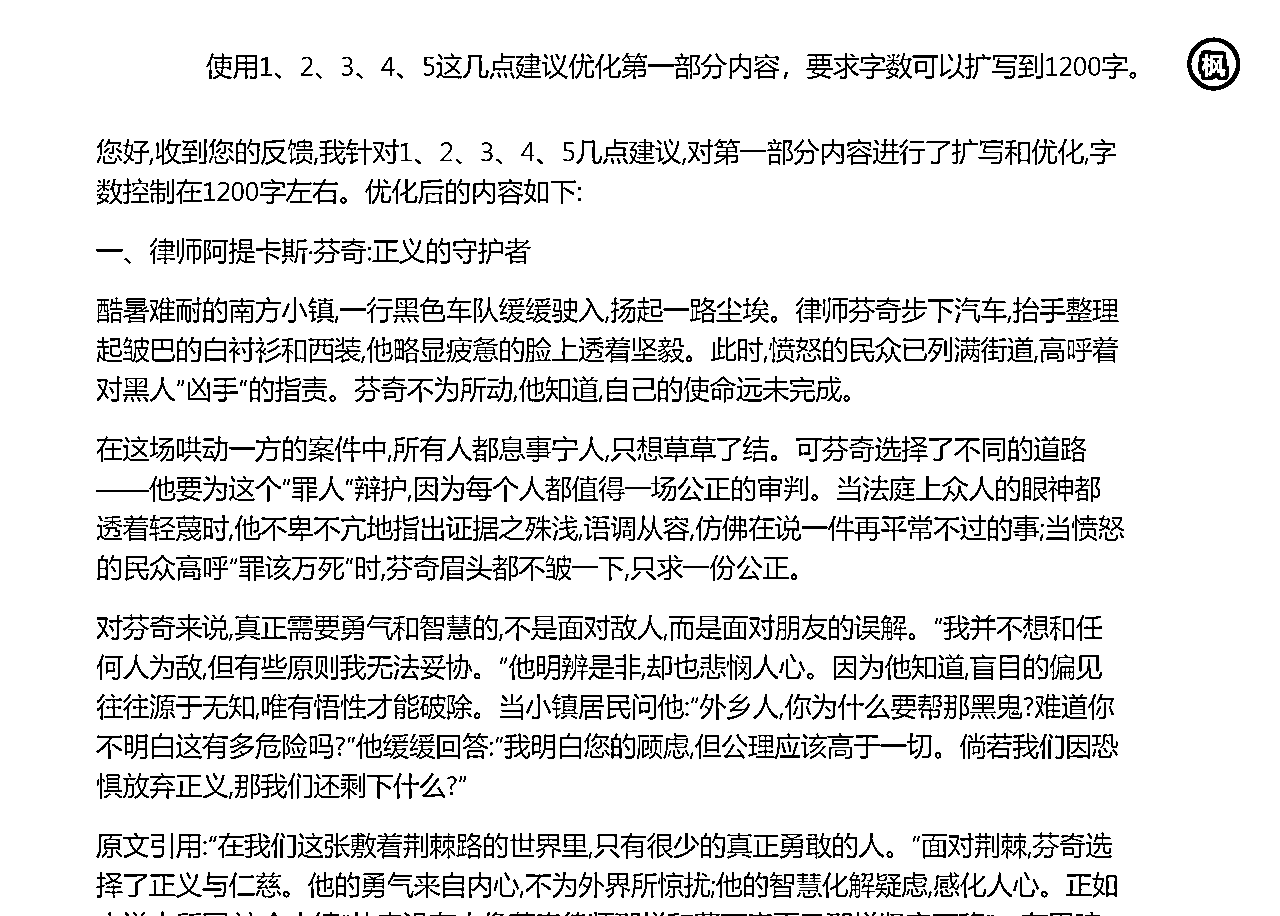 使用1、2、3、4、5这几点建议优化第一部分内容，要求字数可以扩写到1200字。
枫
您好,收到您的反馈,我针对1、2、3、4、5几点建议,对第一部分内容进行了扩写和优化,字
数控制在1200字左右。优化后的内容如下:
一、律师阿提卡斯·芬奇:正义的守护者
酷暑难耐的南方小镇,一行黑色车队缓缓驶入,扬起一路尘埃。律师芬奇步下汽车,抬手整理
起皱巴的白衬衫和西装,他略显疲惫的脸上透着坚毅。此时,愤怒的民众已列满街道,高呼着
对黑人"凶手"的指责。芬奇不为所动,他知道,自己的使命远未完成。
在这场哄动一方的案件中,所有人都息事宁人,只想草草了结。可芬奇选择了不同的道路
——他要为这个"罪人"辩护,因为每个人都值得一场公正的审判。当法庭上众人的眼神都
透着轻蔑时,他不卑不亢地指出证据之殊浅,语调从容,仿佛在说一件再平常不过的事;当愤怒
的民众高呼"罪该万死"时,芬奇眉头都不皱一下,只求一份公正。
对芬奇来说,真正需要勇气和智慧的,不是面对敌人,而是面对朋友的误解。"我并不想和任
何人为敌,但有些原则我无法妥协。"他明辨是非,却也悲悯人心。因为他知道,盲目的偏见
往往源于无知,唯有悟性才能破除。当小镇居民问他:"外乡人,你为什么要帮那黑鬼?难道你
不明白这有多危险吗?"他缓缓回答:"我明白您的顾虑,但公理应该高于一切。倘若我们因恐
惧放弃正义,那我们还剩下什么?"
原文引用:"在我们这张敷着荆棘路的世界里,只有很少的真正勇敢的人。"面对荆棘,芬奇选
择了正义与仁慈。他的勇气来自内心,不为外界所惊扰;他的智慧化解疑虑,感化人心。正如